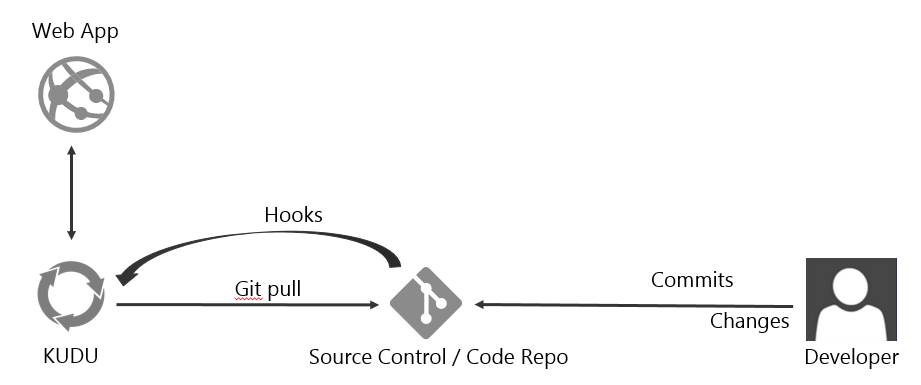 Web App
Hooks
Git pull
Commits
Changes
KUDU
Source Control / Code Repo
Developer